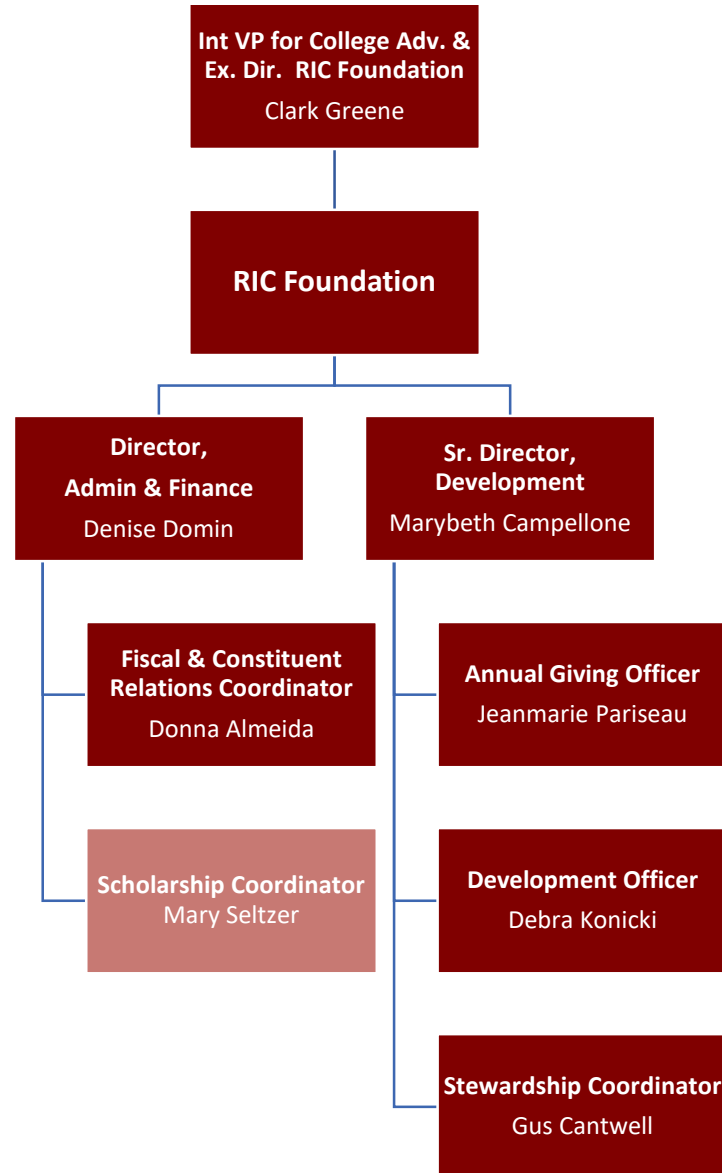 Int VP for College Adv. &
Ex. Dir. RIC Foundation
Clark Greene
RIC Foundation
Director,
Admin & Finance
Denise Domin
Sr. Director,
Development
Marybeth Campellone
Fiscal & Constituent
Relations Coordinator
Donna Almeida
Annual Giving Officer
Jeanmarie Pariseau
Scholarship Coordinator
Mary Seltzer
Development Officer
Debra Konicki
Stewardship Coordinator
Gus Cantwell